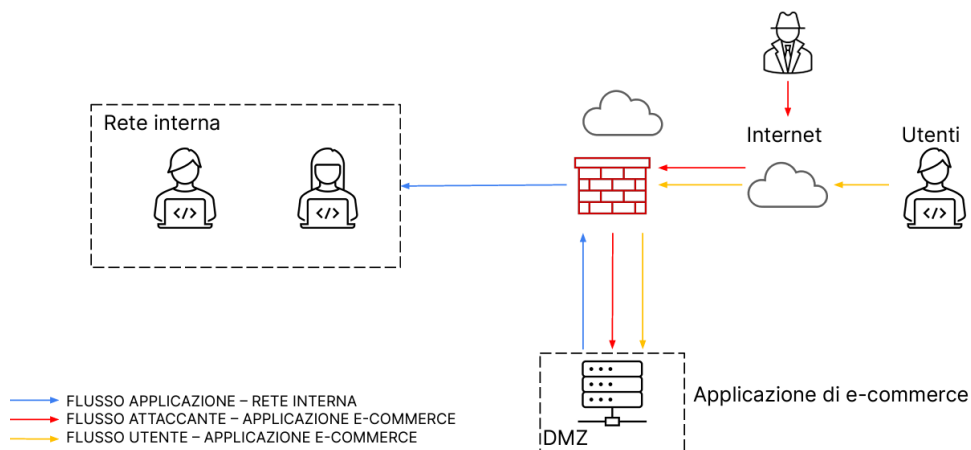 Rete interna
Internet
Utenti
</>
</>
Applicazione di e-commerce
DMZ
FLUSSO APPLICAZIONE – RETE INTERNA
FLUSSO ATTACCANTE – APPLICAZIONE E-COMMERCE
FLUSSO UTENTE – APPLICAZIONE E-COMMERCE
</>